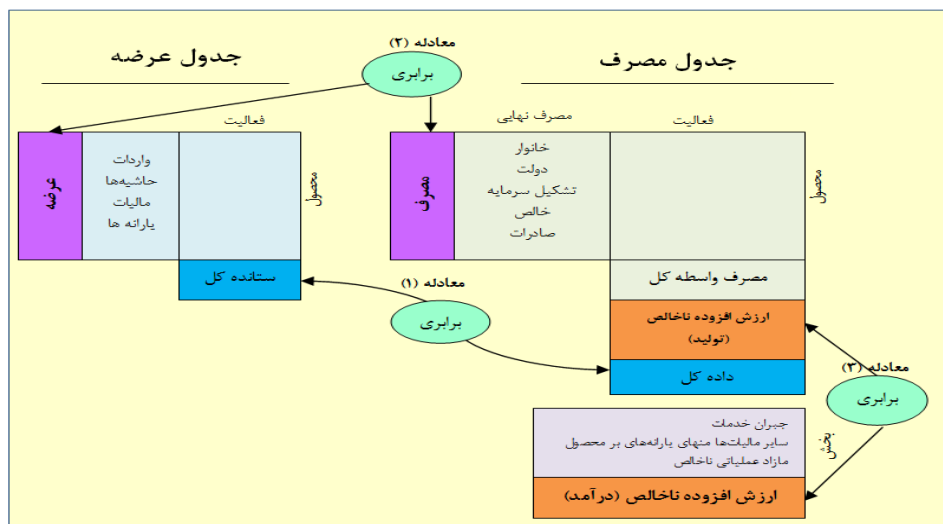 جدول مصرف
جدول عرضه
معادله (۲)
برابری
فعالیت
مصرف نهایی
محصول
خانوار
دولت
تشکیل سرمایه
خالص
صادرات
مصرف
مصرف واسطه کل
ارزش افزوده ناخالص
(تولید)
داده کل
فعالیت
محصول
واردات
حاشیه‌ها
مالیات
یارانه ها
عرضه
ستانده کل
معادله (۱)
برابری
معادله (۳)
برابری
بخش
جبران خدمات
سایر مالیات‌ها منهای یارانه‌های بر محصول
مازاد عملیاتی ناخالص
ارزش افزوده ناخالص (درآمد)